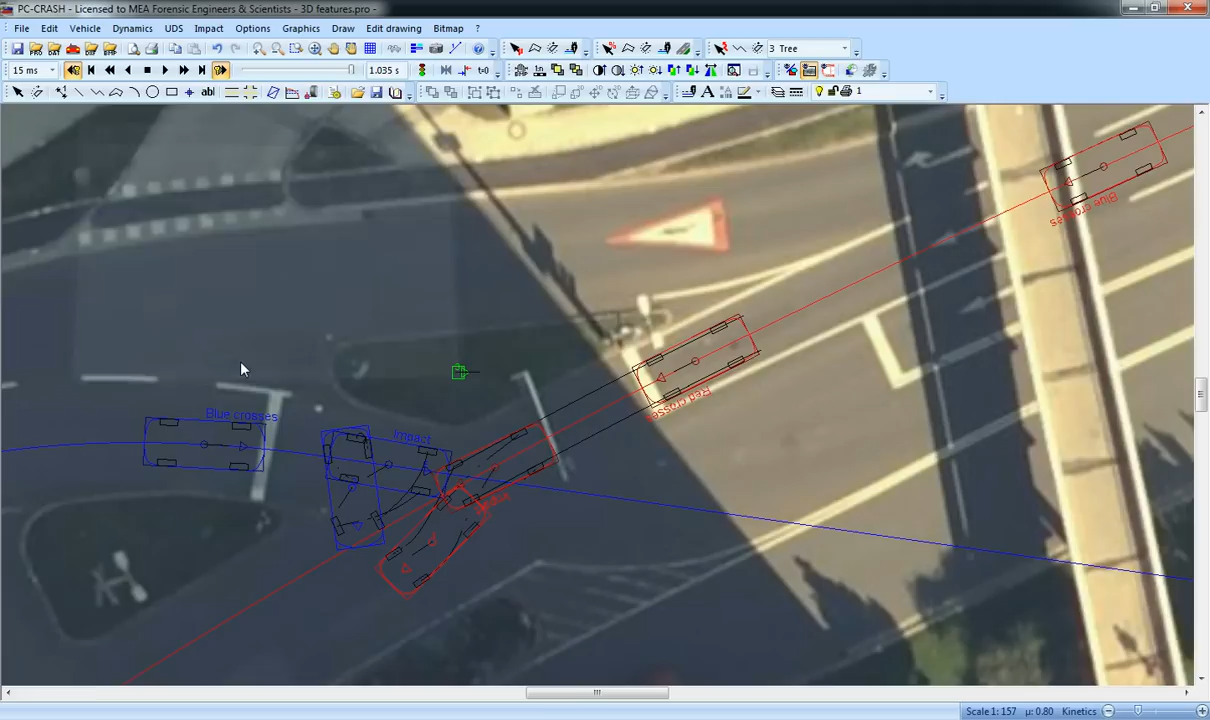 PC-CRASH - Licensed to MEA Forensic Engineers & Scientists - 3D features.pro -
File Edit Vehicle Dynamics UDS Impact Options Graphics Draw Edit drawing Bitmap ?
3 Tree
15 ms
1.035 s
t=0
abl
1
Blue crosses
Red crosses
Blue crosses
Impact
Scale 1: 157 µ: 0.80 Kinetics